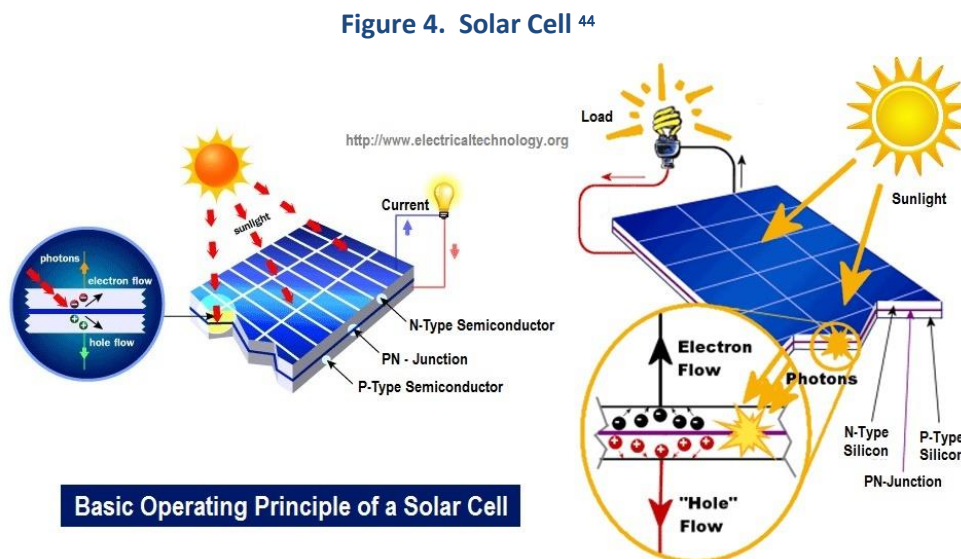 Figure 4. Solar Cell 44
http://www.electricaltechnology.org
Current
sunlight
photons
electron flow
hole flow
N-Type Semiconductor
PN - Junction
P-Type Semiconductor
Basic Operating Principle of a Solar Cell
Load
Sunlight
Electron
Flow
Photons
"Hole"
Flow
N-Type
Silicon
P-Type
Silicon
PN-Junction